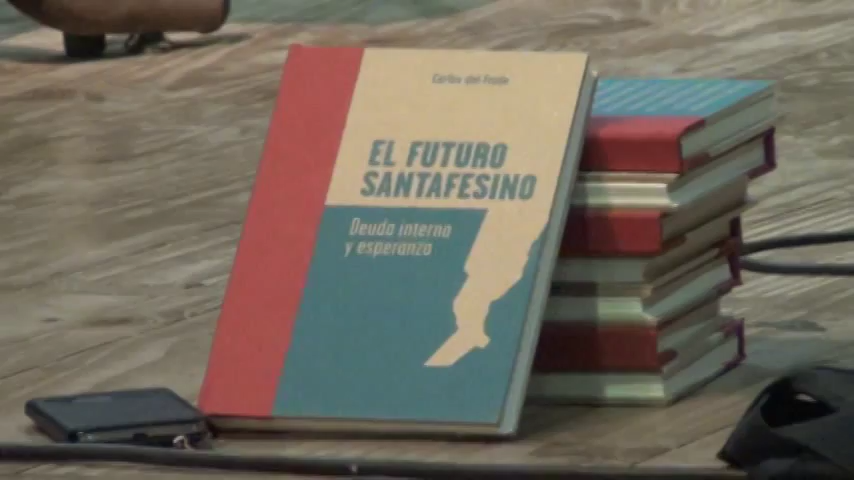 Carlos del Frade
EL FUTURO
SANTAFESINO
Deuda interna
y esperanza